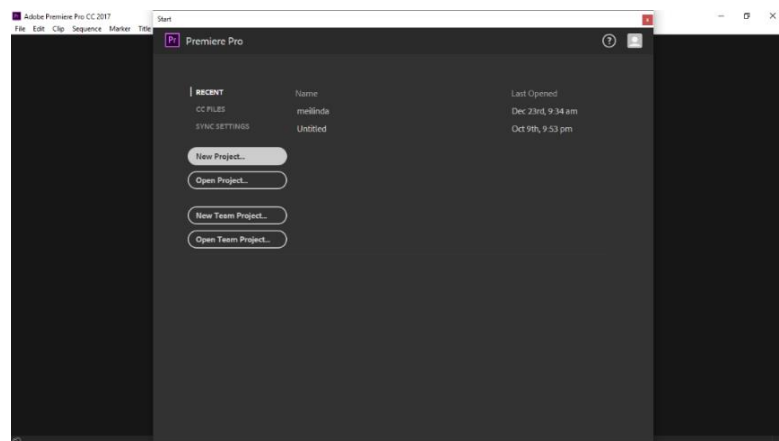 Adobe Premiere Pro CC 2017
File Edit Clip Sequence Marker Title
Start
Pr Premiere Pro
RECENT Name Last Opened
CC FILES meilinda Dec 23rd, 9:34 am
SYNC SETTINGS Untitled Oct 9th, 9:53 pm
New Project...
Open Project...
New Team Project...
Open Team Project...